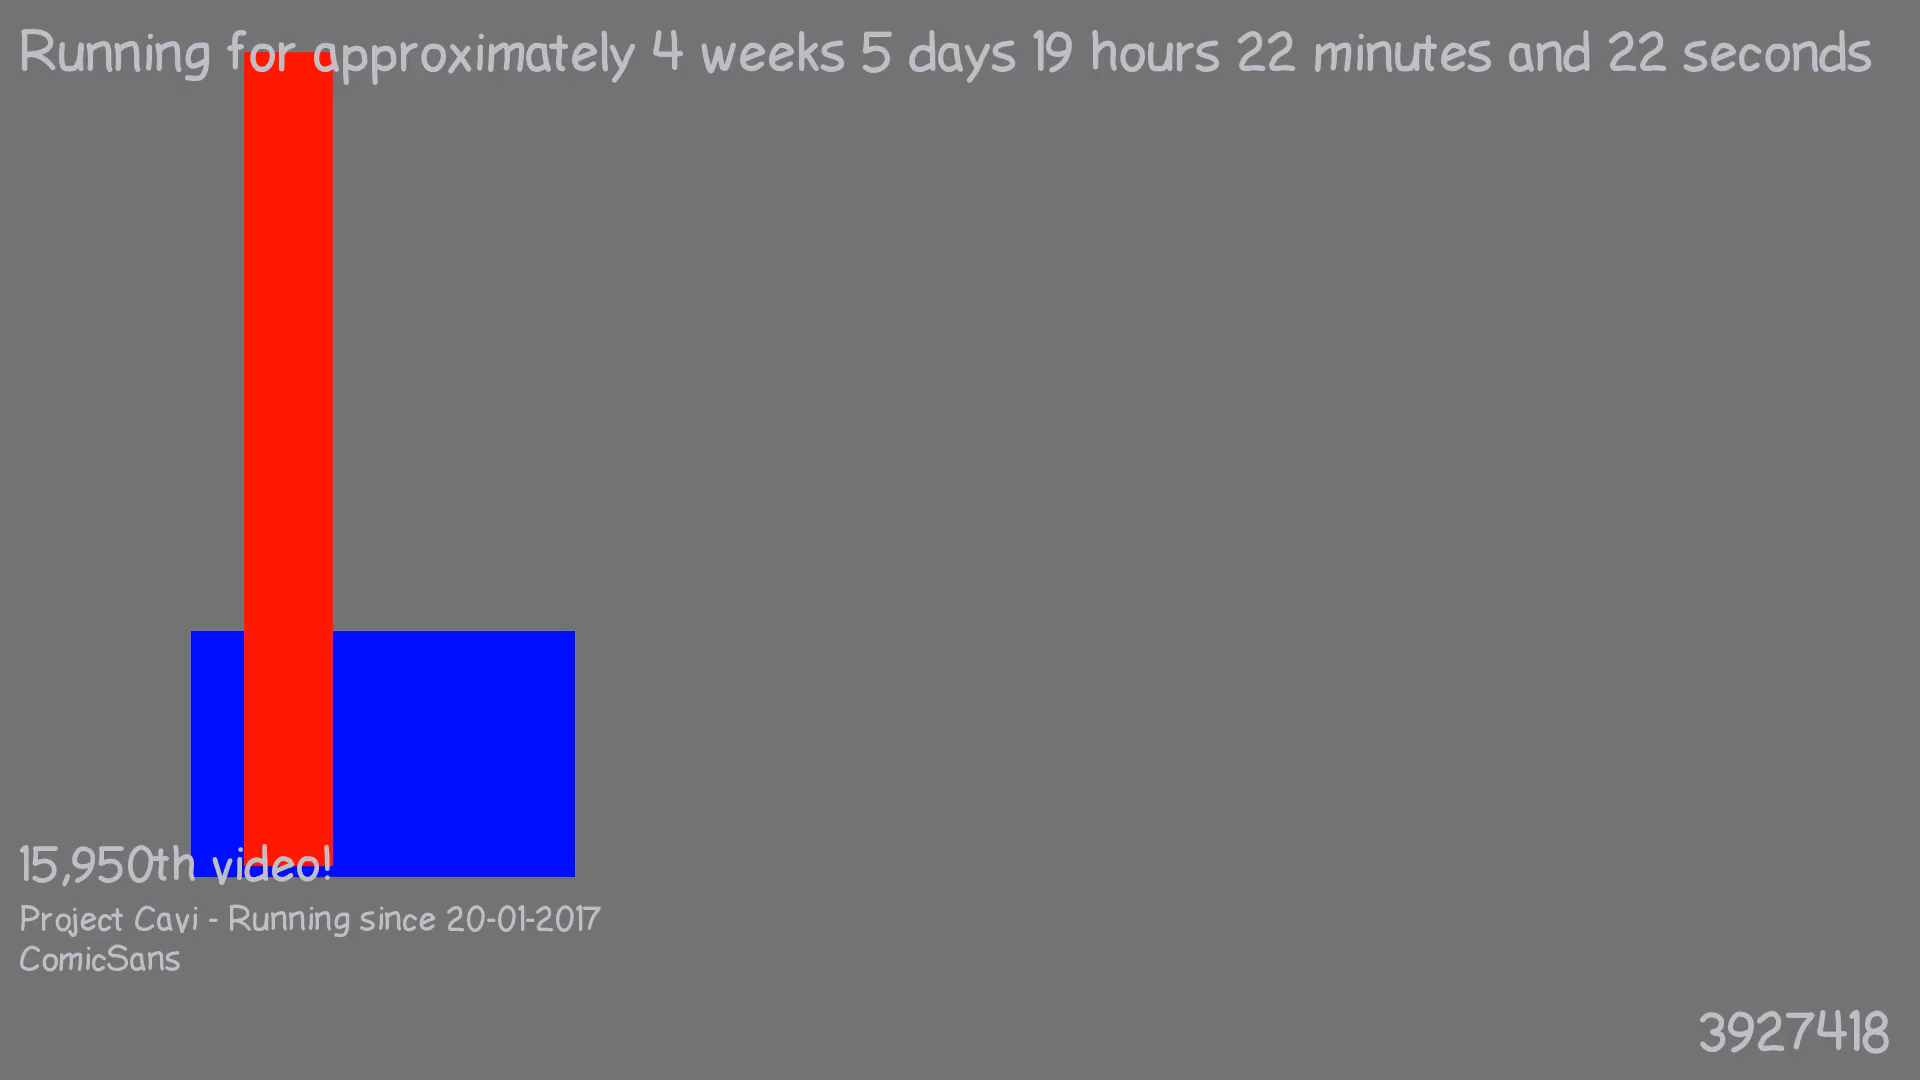 Running for approximately 4 weeks 5 days 19 hours 22 minutes and 22 seconds
15,950th video!
Project Cavi - Running since 20-01-2017
ComicSans
3927418